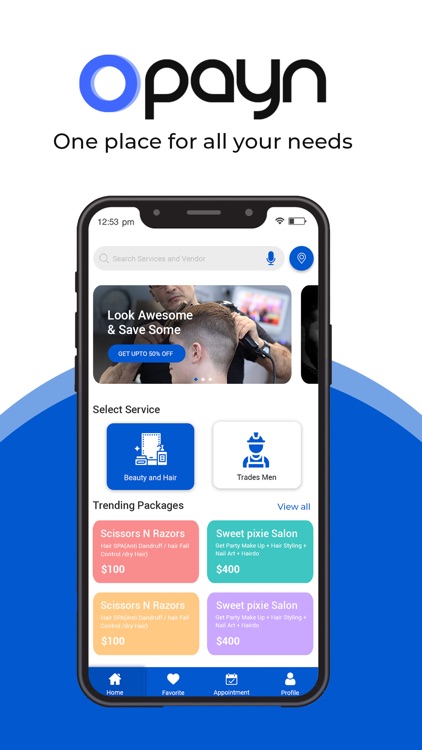 Opayn
One place for all your needs
12:53 pm
Search Services and Vendor
Look Awesome
& Save Some
GET UPTO 50% OFF
Select Service
Beauty and Hair
Trades Men
Trending Packages
View all
Scissors N Razors
Hair SPA(Anti Dandruff / hair Fall
Control /dry Hair)
$100
Sweet pixie Salon
Get Party Make Up + Hair Styling +
Nail Art + Hairdo
$400
Scissors N Razors
Hair SPA(Anti Dandruff / hair Fall
Control /dry Hair)
$100
Sweet pixie Salon
Get Party Make Up + Hair Styling +
Nail Art + Hairdo
$400
Home
Favorite
Appointment
Profile